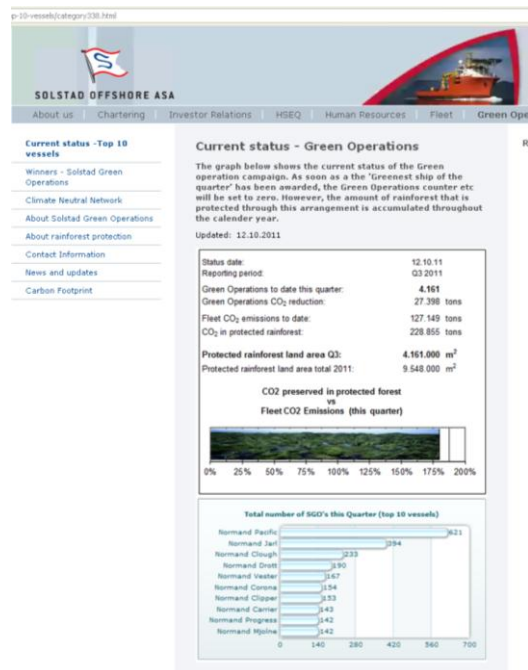 p-10-vessels/category338.html
SOLSTAD OFFSHORE ASA
About us
Chartering
Investor Relations
HSEQ
Human Resources
Fleet
Green Ope
Current status -Top 10
vessels
Winners - Solstad Green
Operations
Climate Neutral Network
About Solstad Green Operations
About rainforest protection
Contact Information
News and updates
Carbon Footprint
Current status - Green Operations
R
The graph below shows the current status of the Green
operation campaign. As soon as a the 'Greenest ship of the
quarter' has been awarded, the Green Operations counter etc
will be set to zero. However, the amount of rainforest that is
protected through this arrangement is accumulated throughout
the calender year.
Updated: 12.10.2011
Status date: 12.10.11
Reporting period: Q3 2011
Green Operations to date this quarter: 4.161
Green Operations CO2 reduction: 27.398 tons
Fleet CO2 emissions to date: 127.149 tons
CO2 in protected rainforest: 228.855 tons
Protected rainforest land area Q3: 4.161.000 m2
Protected rainforest land area total 2011: 9.548.000 m2
CO2 preserved in protected forest
vs
Fleet CO2 Emissions (this quarter)
0% 25% 50% 75% 100% 125% 150% 175% 200%
Total number of SGO's this Quarter (top 10 vessels)
Normand Pacific 621
Normand Jarl 394
Normand Clough 233
Normand Drott 190
Normand Vester 167
Normand Corona 154
Normand Clipper 153
Normand Carrier 143
Normand Progress 142
Normand Mjolne 142
0 140 280 420 560 700